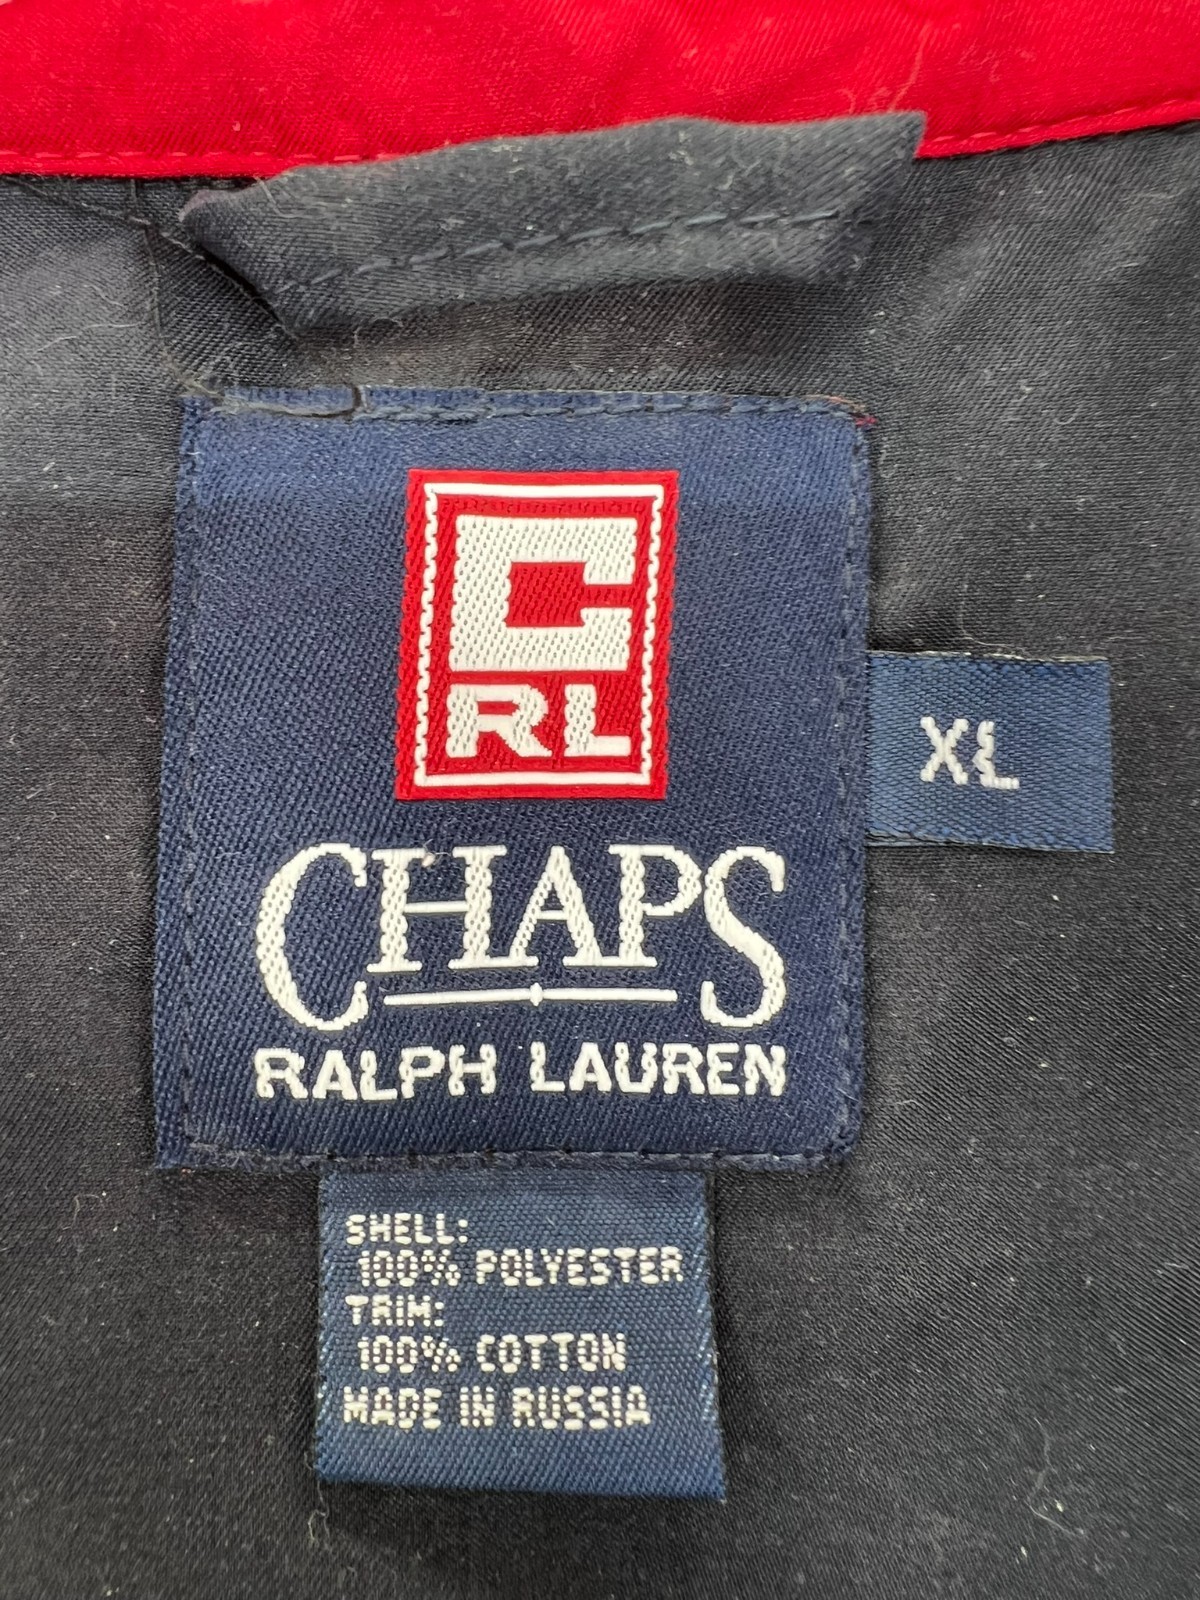 C
RL
XL
CHAPS
RALPH LAUREN
SHELL:
100% POLYESTER
TRIM:
100% COTTON
MADE IN RUSSIA